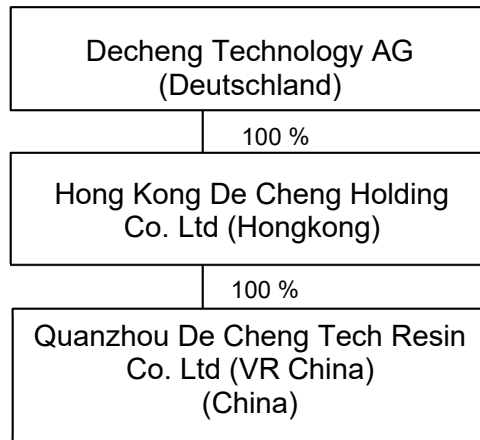 Decheng Technology AG
(Deutschland)
100 %
Hong Kong De Cheng Holding
Co. Ltd (Hongkong)
100 %
Quanzhou De Cheng Tech Resin
Co. Ltd (VR China)
(China)